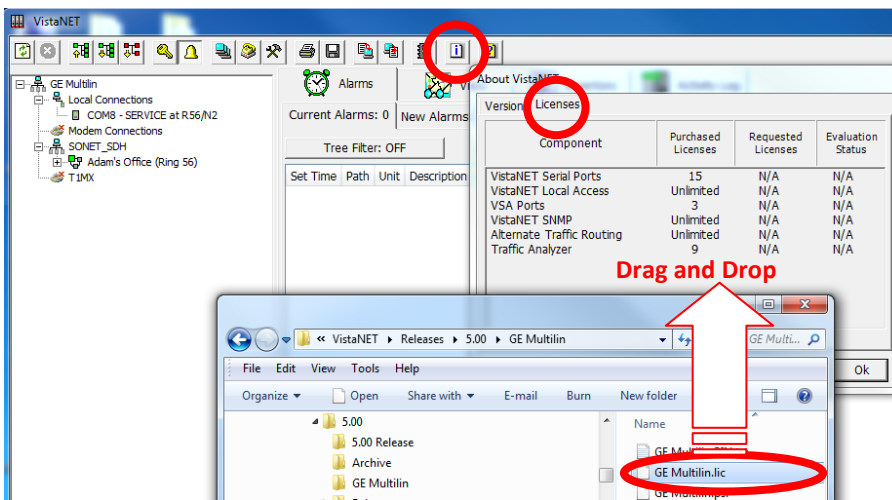 VistaNET
GE Multilin
Local Connections
COM8 - SERVICE at R56/N2
Modem Connections
SONET_SDH
Adam's Office (Ring 56)
T1MX
Alarms
Current Alarms: 0 New Alarms
Tree Filter: OFF
Set Time Path Unit Description
About VistaNET
Version Licenses
Component Purchased Licenses Requested Licenses Evaluation Status
VistaNET Serial Ports 15 N/A N/A
VistaNET Local Access Unlimited N/A N/A
VSA Ports 3 N/A N/A
VistaNET SNMP Unlimited N/A N/A
Alternate Traffic Routing Unlimited N/A N/A
Traffic Analyzer 9 N/A N/A
Drag and Drop
Ok
« VistaNET ▸ Releases ▸ 5.00 ▸ GE Multilin
GE Multi...
File Edit View Tools Help
Organize Open Share with E-mail Burn New folder
5.00
5.00 Release
Archive
GE Multilin
Name
GE Multilin.lic